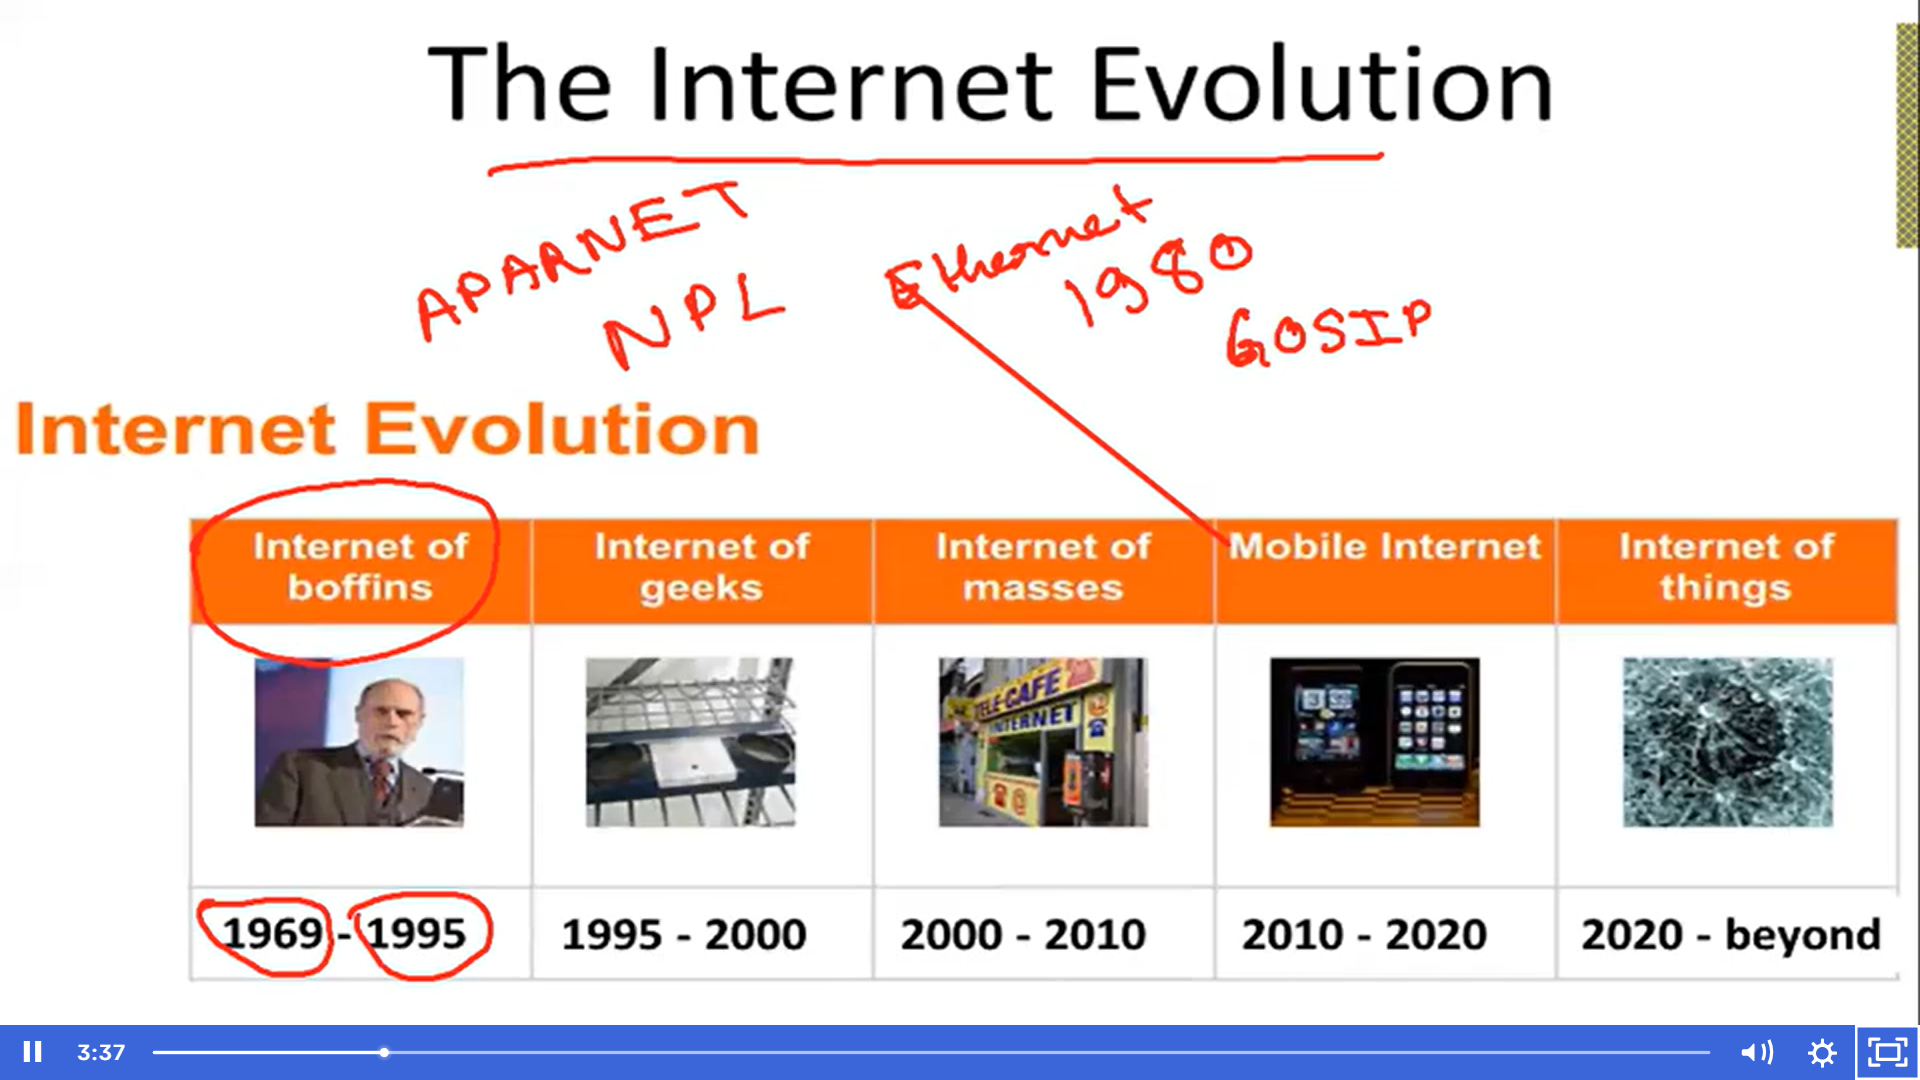 The Internet Evolution
APARNET
NPL
Ethernet
1980
GOSIP
Internet Evolution
Internet of boffins
Internet of geeks
Internet of masses
Mobile Internet
Internet of things
TELE-CAFE
INTERNET
1969 - 1995
1995 - 2000
2000 - 2010
2010 - 2020
2020 - beyond
3:37